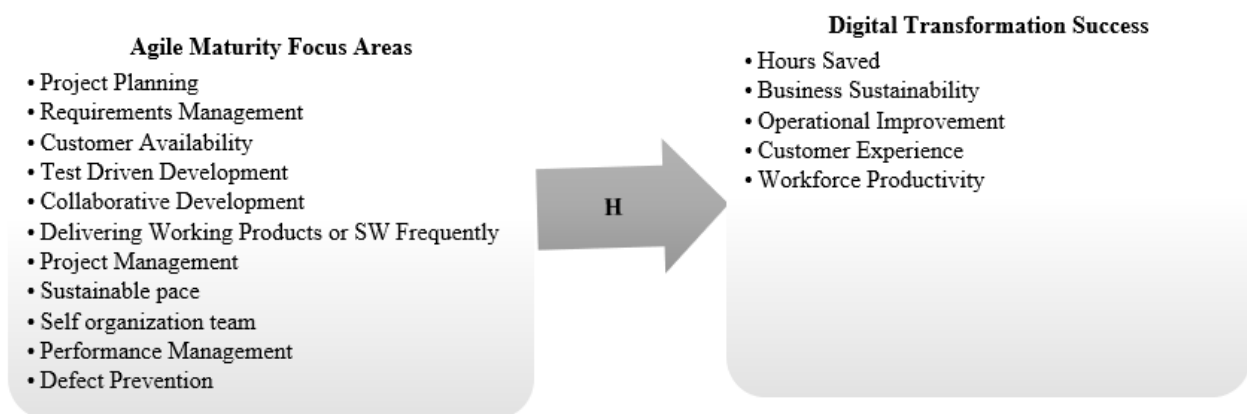 Agile Maturity Focus Areas
• Project Planning
• Requirements Management
• Customer Availability
• Test Driven Development
• Collaborative Development
• Delivering Working Products or SW Frequently
• Project Management
• Sustainable pace
• Self organization team
• Performance Management
• Defect Prevention
H
Digital Transformation Success
• Hours Saved
• Business Sustainability
• Operational Improvement
• Customer Experience
• Workforce Productivity